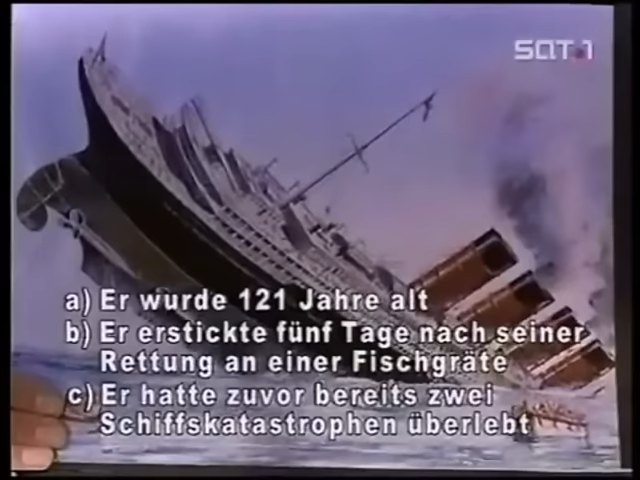 SAT.1
a) Er wurde 121 Jahre alt
b) Er erstickte fünf Tage nach seiner
Rettung an einer Fischgräte
c) Er hatte zuvor bereits zwei
Schiffskatastrophen überlebt